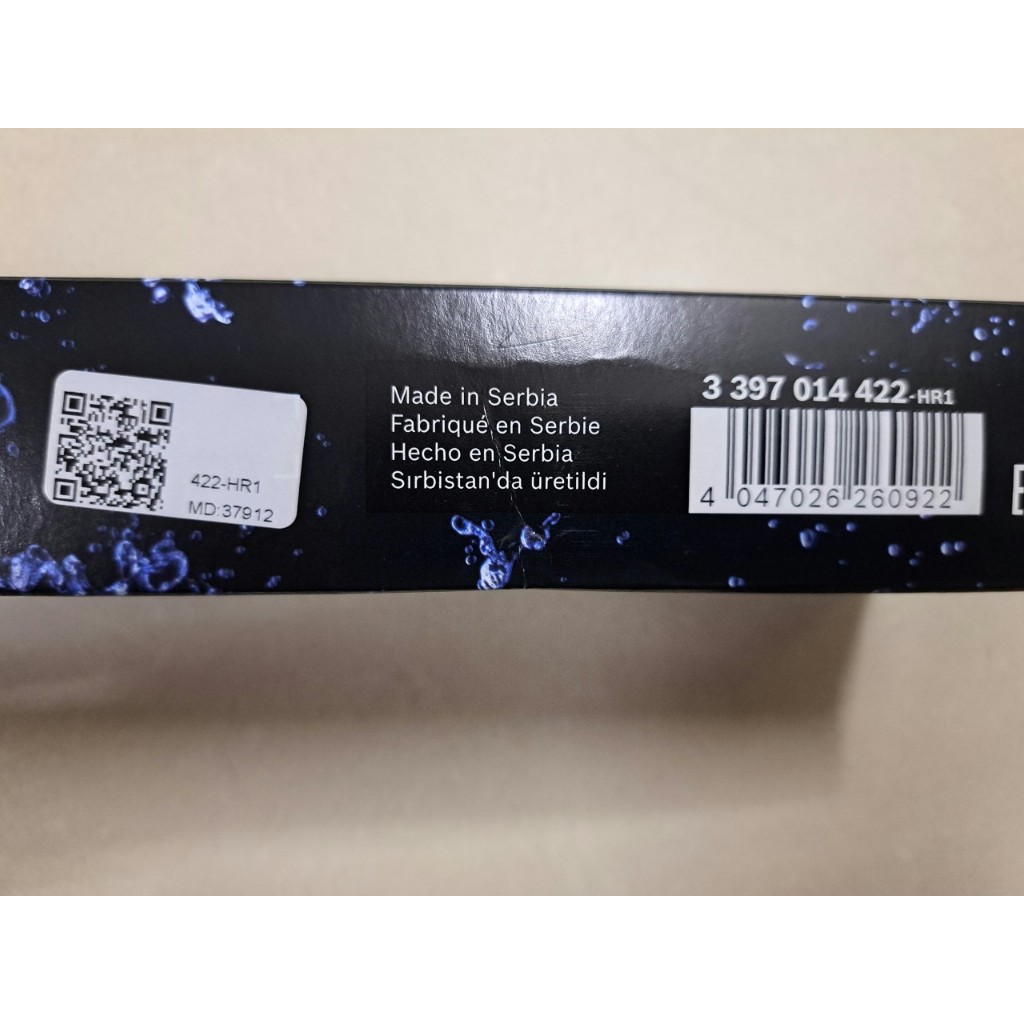 422-HR1
MD:37912
Made in Serbia
Fabriqué en Serbie
Hecho en Serbia
Sırbistan'da üretildi
3 397 014 422-HR1
4 047026 260922